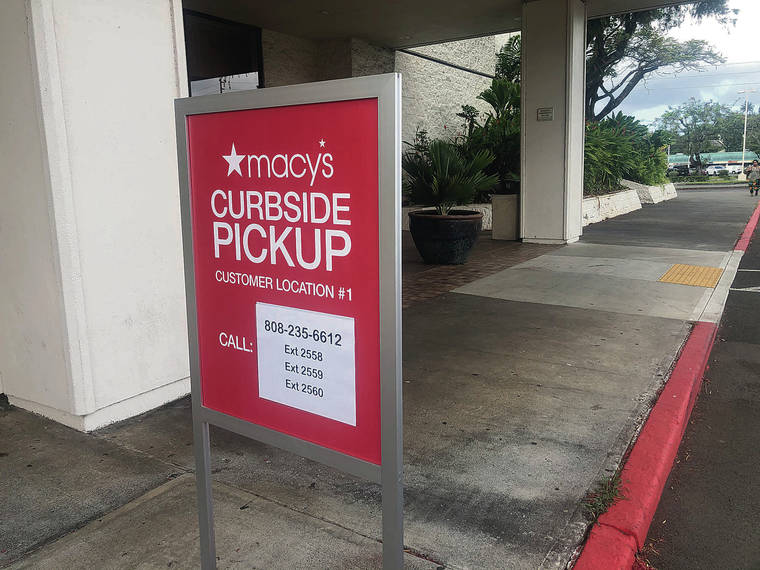 macy's
CURBSIDE
PICKUP
CUSTOMER LOCATION #1
CALL:
808-235-6612
Ext 2558
Ext 2559
Ext 2560